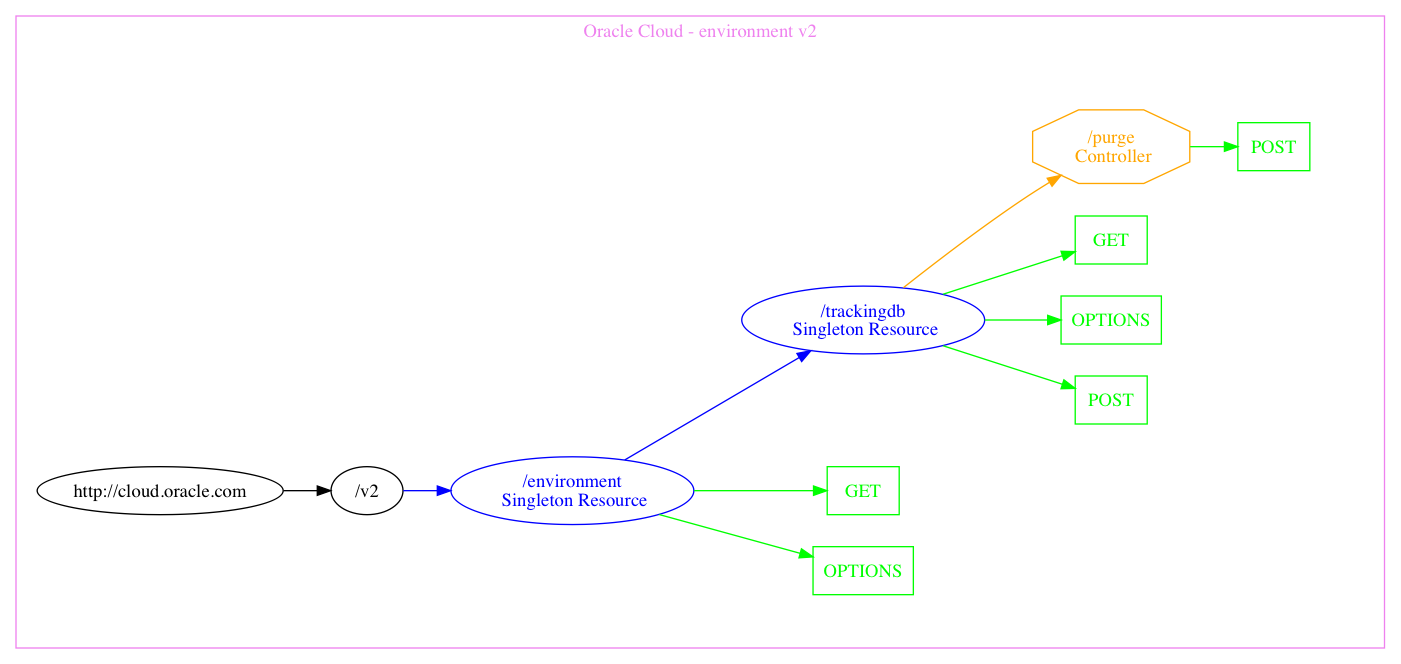 Oracle Cloud - environment v2
/purge
Controller
POST
GET
/trackingdb
Singleton Resource
OPTIONS
POST
http://cloud.oracle.com
/v2
/environment
Singleton Resource
GET
OPTIONS